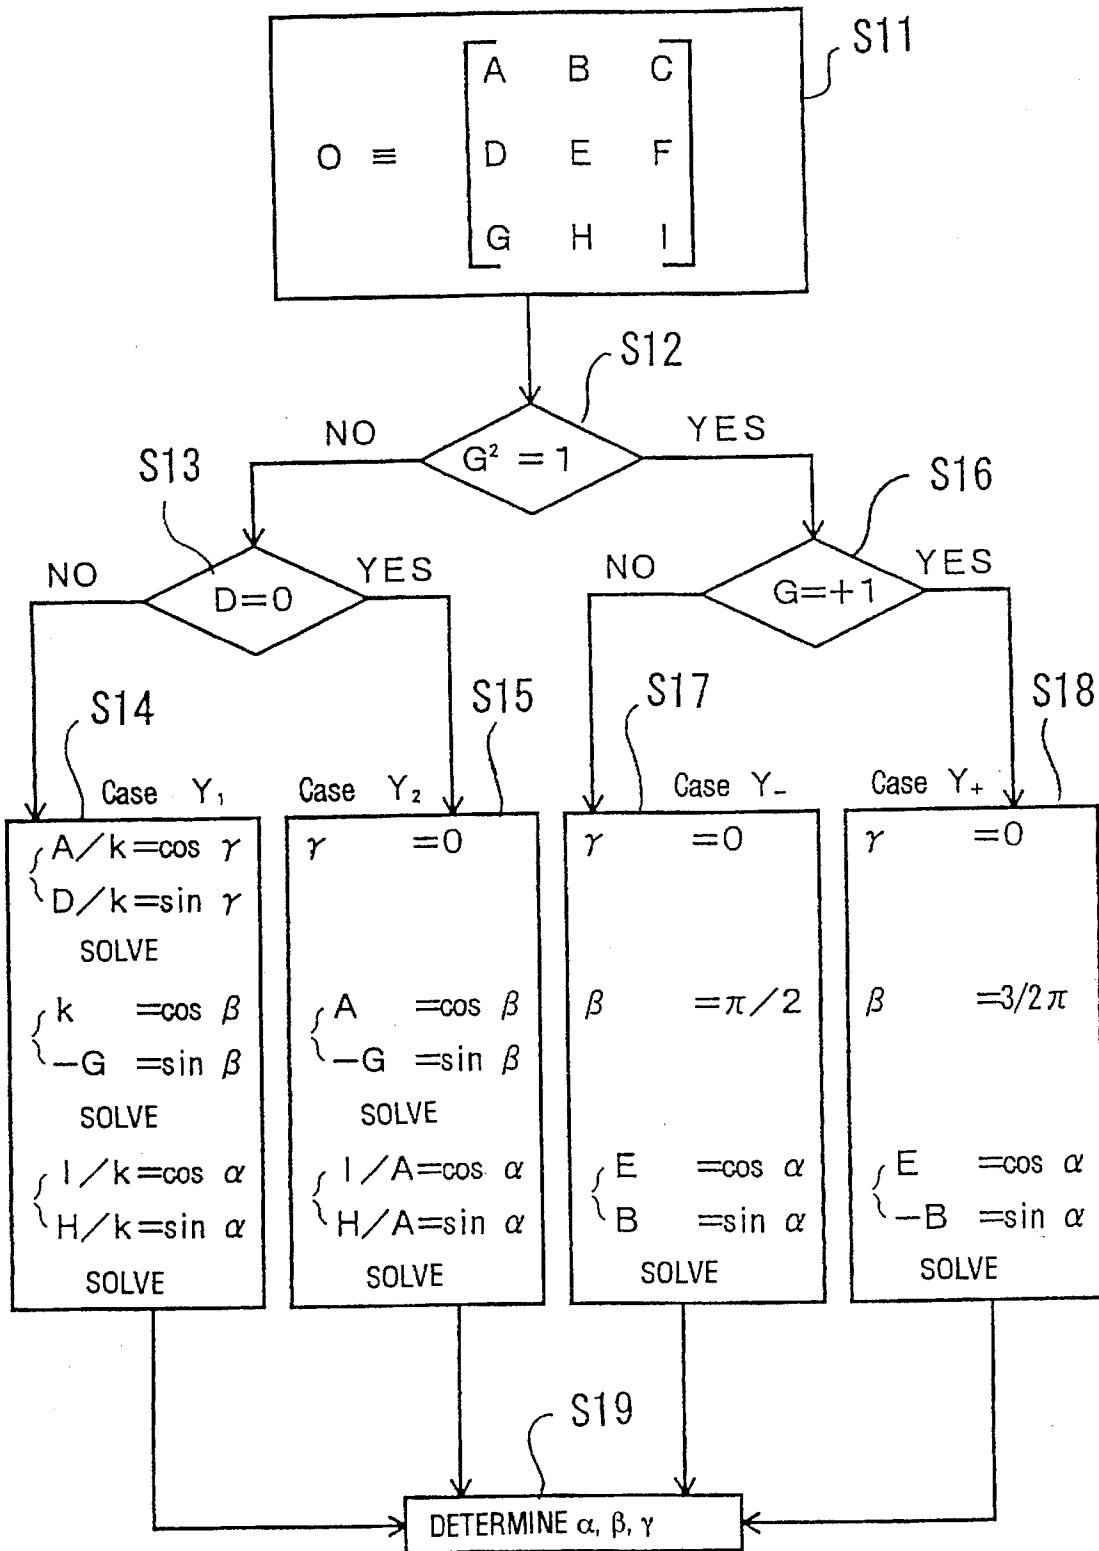 S11
O ≡
A B C
D E F
G H I
S12
NO
G² = 1
YES
S13
NO
D=0
YES
S16
NO
G=+1
YES
S14
Case Y₁
A/k=cos γ
D/k=sin γ
SOLVE
k =cos β
−G =sin β
SOLVE
I/k=cos α
H/k=sin α
SOLVE
S15
Case Y₂
γ =0
A =cos β
−G =sin β
SOLVE
I/A=cos α
H/A=sin α
SOLVE
S17
Case Y₋
γ =0
β =π/2
E =cos α
B =sin α
SOLVE
S18
Case Y₊
γ =0
β =3/2π
E =cos α
−B =sin α
SOLVE
S19
DETERMINE α, β, γ